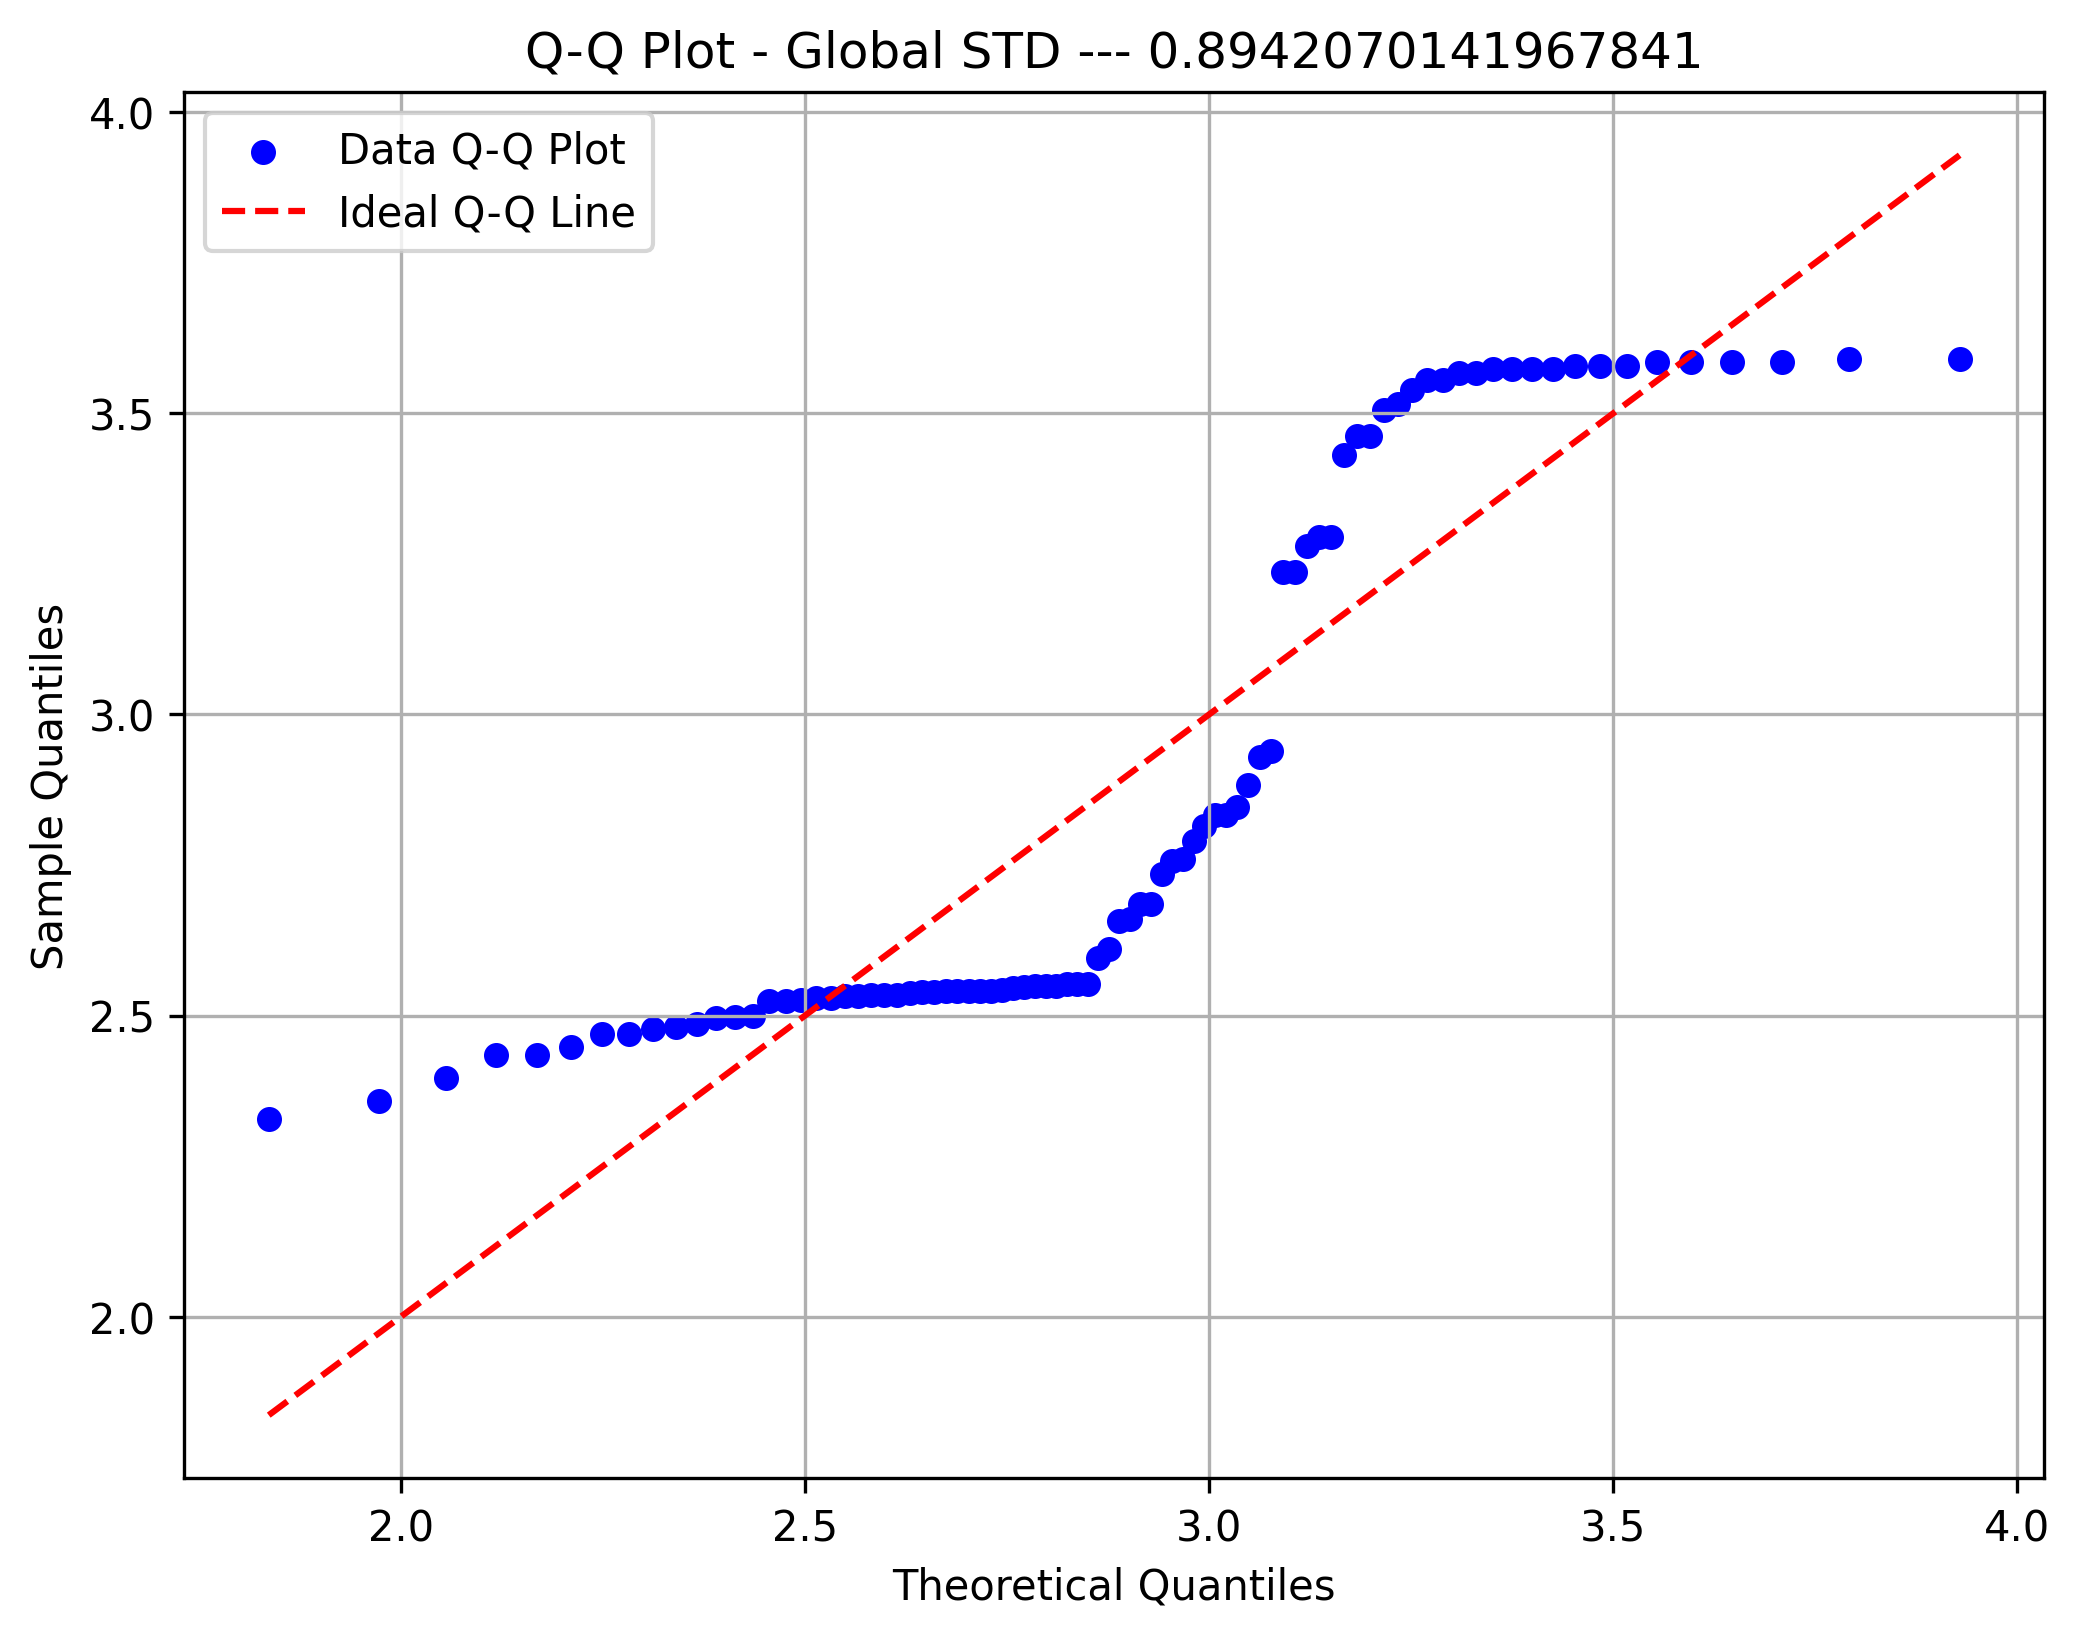 Q-Q Plot - Global STD --- 0.8942070141967841
Data Q-Q Plot
Ideal Q-Q Line
4.0
3.5
3.0
2.5
2.0
Sample Quantiles
2.0 2.5 3.0 3.5 4.0
Theoretical Quantiles